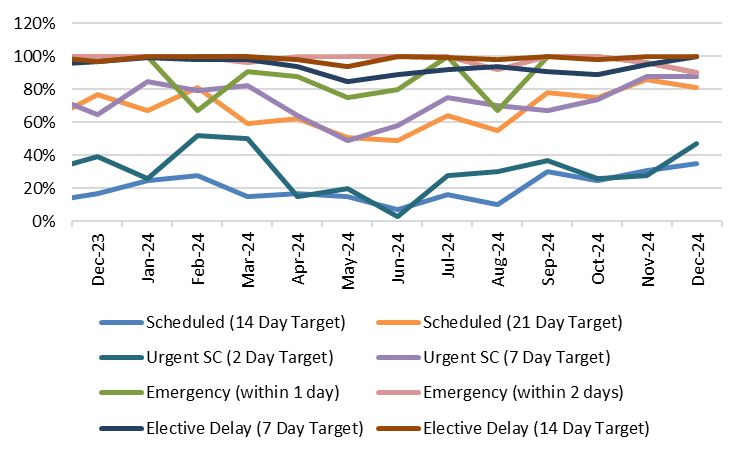 120%
100%
80%
60%
40%
20%
0%
Dec-23
Jan-24
Feb-24
Mar-24
Apr-24
May-24
Jun-24
Jul-24
Aug-24
Sep-24
Oct-24
Nov-24
Dec-24
Scheduled (14 Day Target) Scheduled (21 Day Target)
Urgent SC (2 Day Target) Urgent SC (7 Day Target)
Emergency (within 1 day) Emergency (within 2 days)
Elective Delay (7 Day Target) Elective Delay (14 Day Target)